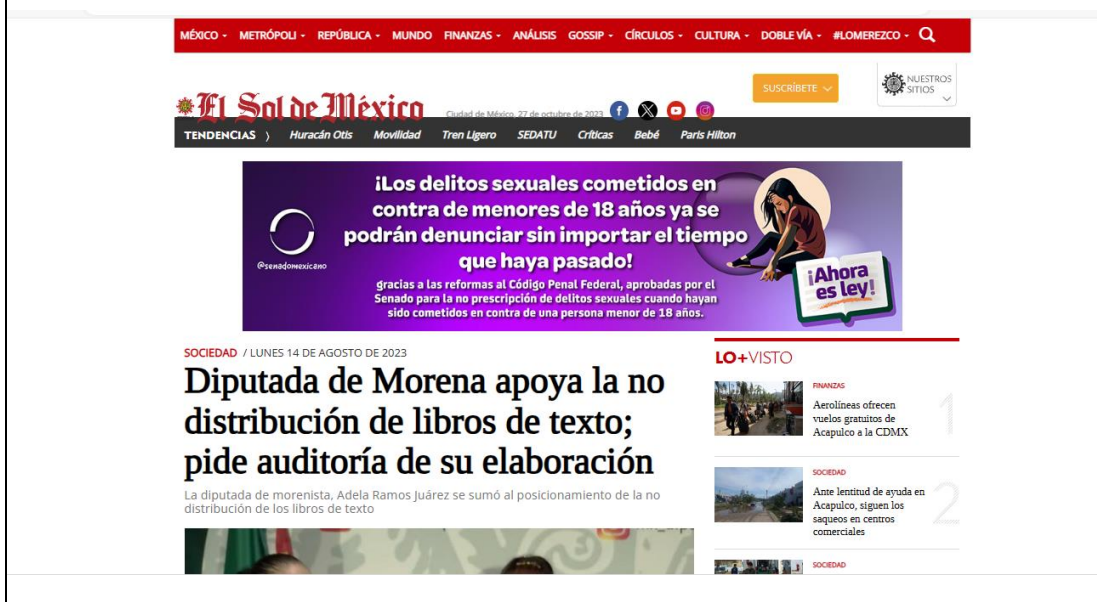 MÉXICO METRÓPOLI REPÚBLICA MUNDO FINANZAS ANÁLISIS GOSSIP CÍRCULOS CULTURA DOBLE VÍA #LOMEREZCO
El Sol de México
Ciudad de México, 27 de octubre de 2023
SUSCRÍBETE
NUESTROS
SITIOS
TENDENCIAS ) Huracán Otis Movilidad Tren Ligero SEDATU Críticas Bebé Paris Hilton
@senadomexicano
¡Los delitos sexuales cometidos en
contra de menores de 18 años ya se
podrán denunciar sin importar el tiempo
que haya pasado!
gracias a las reformas al Código Penal Federal, aprobadas por el
Senado para la no prescripción de delitos sexuales cuando hayan
sido cometidos en contra de una persona menor de 18 años.
¡Ahora
es ley!
SOCIEDAD / LUNES 14 DE AGOSTO DE 2023
Diputada de Morena apoya la no
distribución de libros de texto;
pide auditoría de su elaboración
La diputada de morenista, Adela Ramos Juárez se sumó al posicionamiento de la no
distribución de los libros de texto
LO+VISTO
FINANZAS
Aerolíneas ofrecen
vuelos gratuitos de
Acapulco a la CDMX
1
SOCIEDAD
Ante lentitud de ayuda en
Acapulco, siguen los
saqueos en centros
comerciales
2
SOCIEDAD